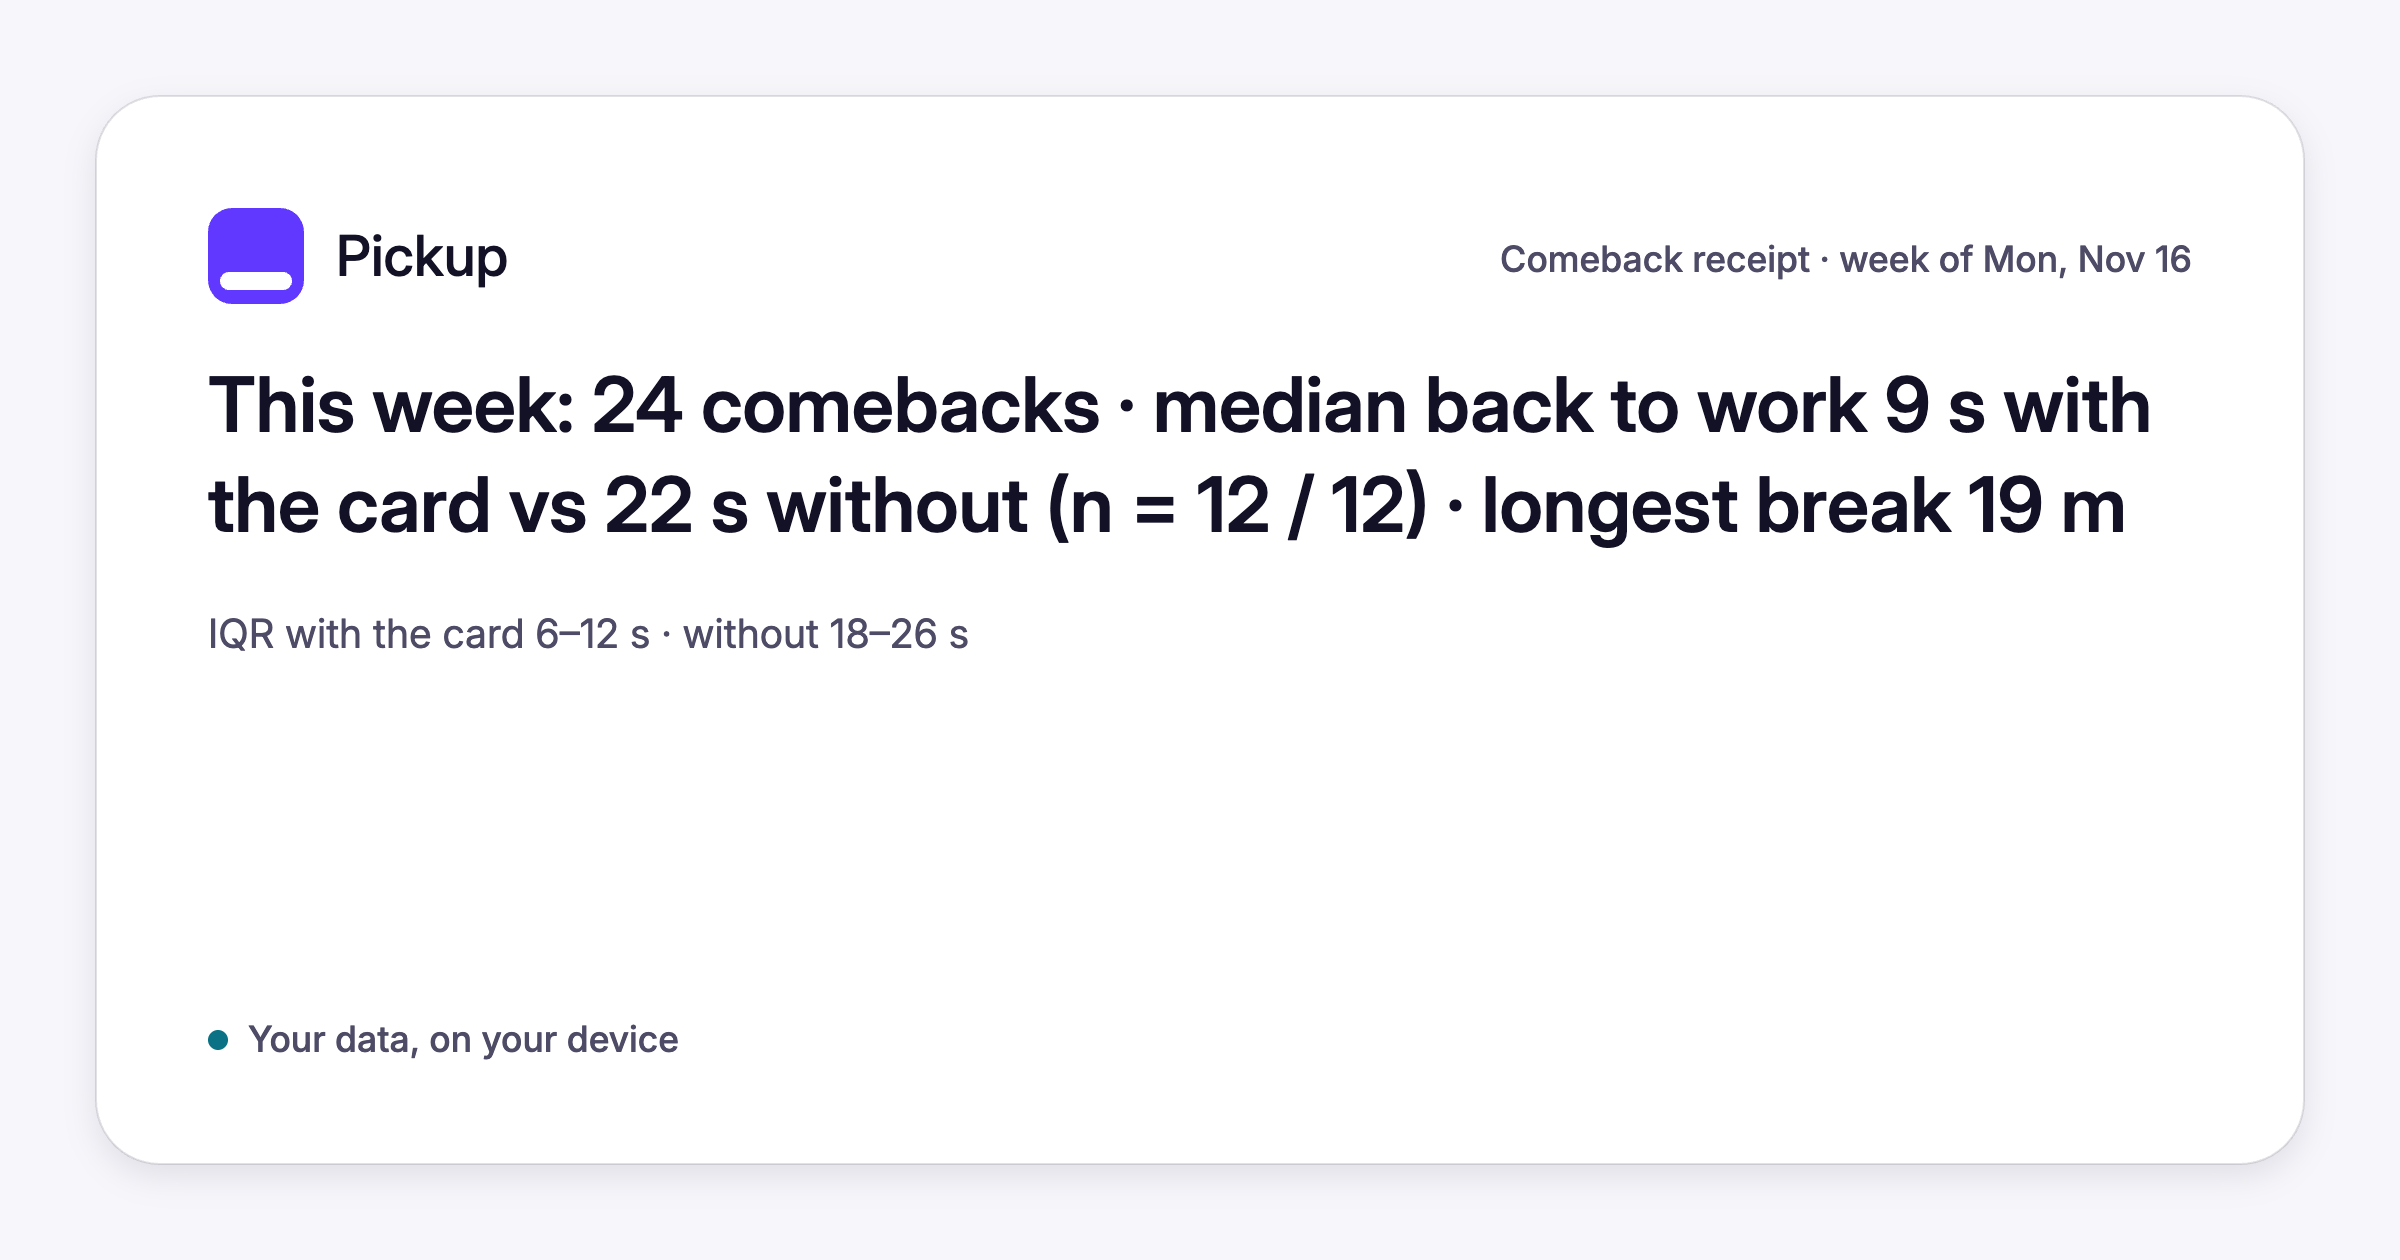 Pickup
Comeback receipt · week of Mon, Nov 16
This week: 24 comebacks · median back to work 9 s with
the card vs 22 s without (n = 12 / 12) · longest break 19 m
IQR with the card 6–12 s · without 18–26 s
Your data, on your device